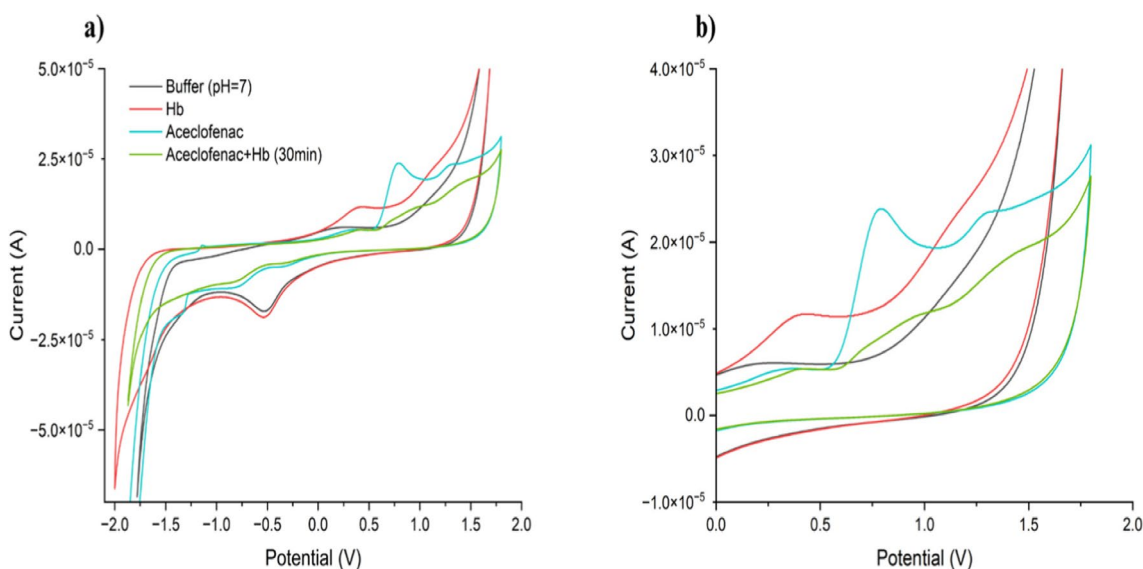 a)
5.0×10⁻⁵
2.5×10⁻⁵
0.0
−2.5×10⁻⁵
−5.0×10⁻⁵
Current (A)
Buffer (pH=7)
Hb
Aceclofenac
Aceclofenac+Hb (30min)
−2.0 −1.5 −1.0 −0.5 0.0 0.5 1.0 1.5 2.0
Potential (V)
b)
4.0×10⁻⁵
3.0×10⁻⁵
2.0×10⁻⁵
1.0×10⁻⁵
0.0
−1.0×10⁻⁵
Current (A)
0.0 0.5 1.0 1.5 2.0
Potential (V)